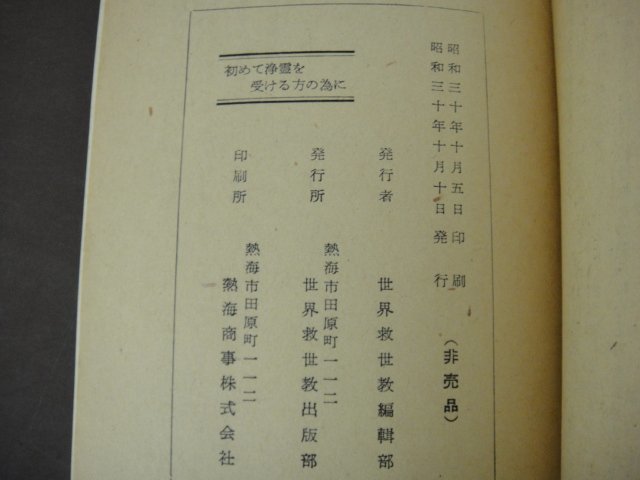 昭和三十年十月五日 印刷
昭和三十年十月十日 発行
(非売品)
初めて浄霊を
受ける方の為に
発行者 世界救世教編輯部
熱海市田原町一一二
発行所 世界救世教出版部
熱海市田原町一一二
印刷所 熱海商事株式会社